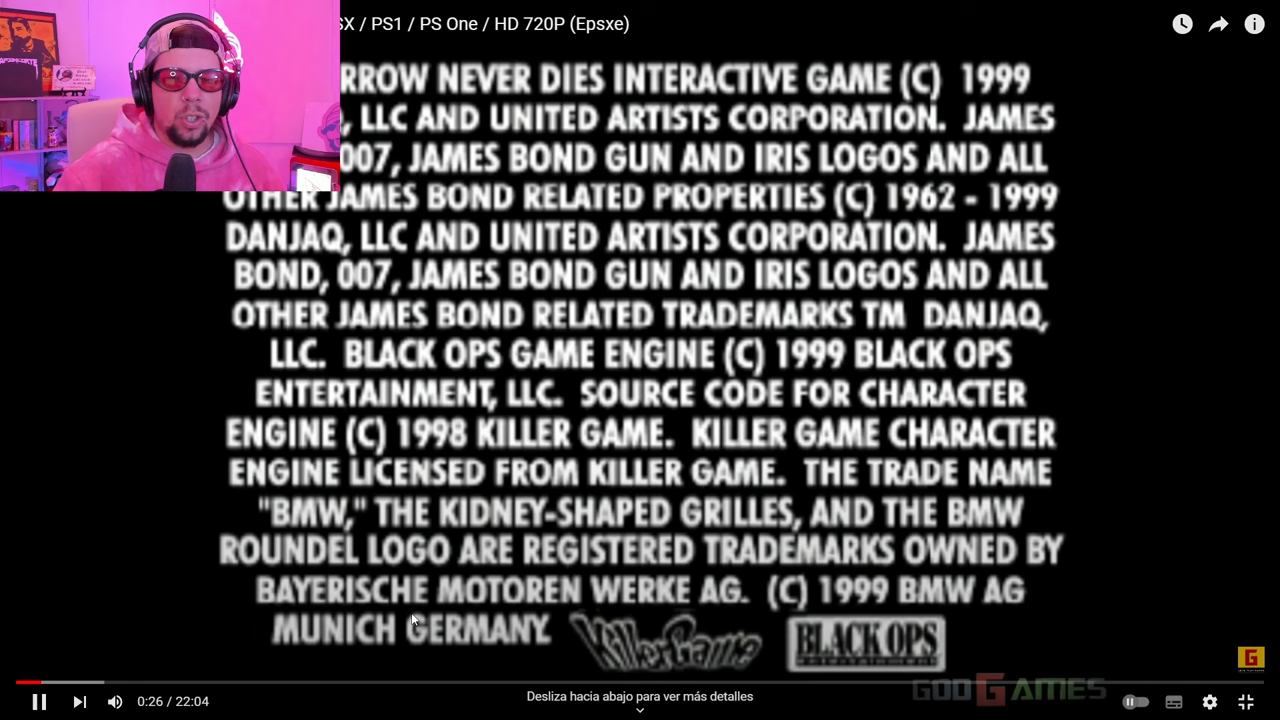 SX / PS1 / PS One / HD 720P (Epsxe)
RROW NEVER DIES INTERACTIVE GAME (C) 1999
, LLC AND UNITED ARTISTS CORPORATION. JAMES
007, JAMES BOND GUN AND IRIS LOGOS AND ALL
OTHER JAMES BOND RELATED PROPERTIES (C) 1962 - 1999
DANJAQ, LLC AND UNITED ARTISTS CORPORATION. JAMES
BOND, 007, JAMES BOND GUN AND IRIS LOGOS AND ALL
OTHER JAMES BOND RELATED TRADEMARKS TM DANJAQ,
LLC. BLACK OPS GAME ENGINE (C) 1999 BLACK OPS
ENTERTAINMENT, LLC. SOURCE CODE FOR CHARACTER
ENGINE (C) 1998 KILLER GAME. KILLER GAME CHARACTER
ENGINE LICENSED FROM KILLER GAME. THE TRADE NAME
"BMW," THE KIDNEY-SHAPED GRILLES, AND THE BMW
ROUNDEL LOGO ARE REGISTERED TRADEMARKS OWNED BY
BAYERISCHE MOTOREN WERKE AG. (C) 1999 BMW AG
MUNICH GERMANY.
KillerGame
BLACK OPS
G
GODGAMES
0:26 / 22:04
Desliza hacia abajo para ver más detalles